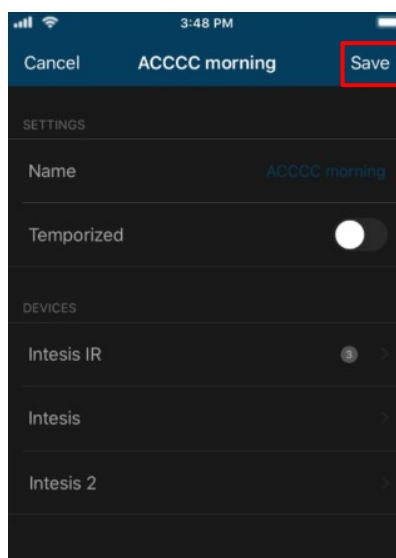 3:48 PM
Cancel ACCCC morning Save
SETTINGS
Name ACCCC morning
Temporized
DEVICES
Intesis IR 3
Intesis
Intesis 2